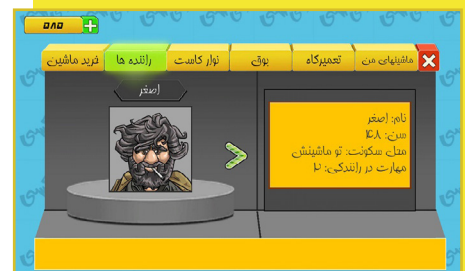 ۵۸۵
ماشینهای من
تعمیرگاه
بوق
نوار کاست
راننده ها
خرید ماشین
اصغر
نام: اصغر
سن: ۴۸
محل سکونت: تو ماشینش
مهارت در رانندگی: ۲